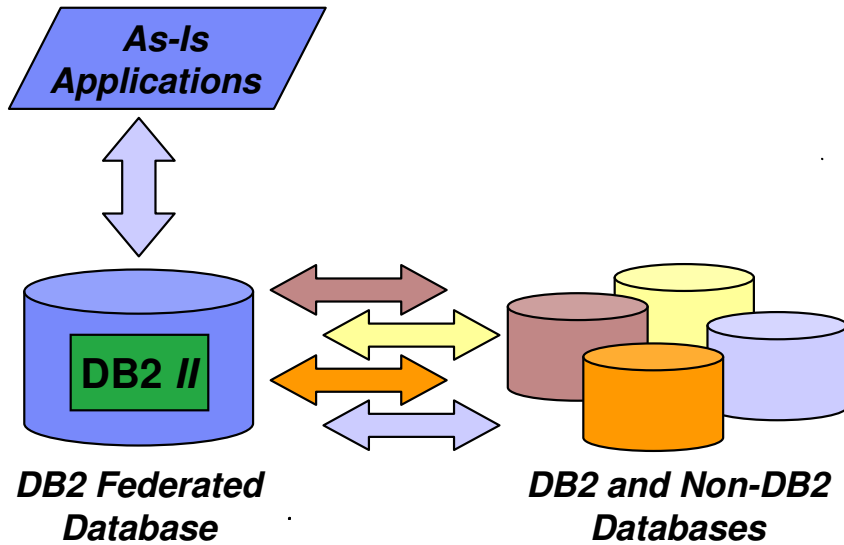 As-Is
Applications
DB2 II
DB2 Federated
Database
DB2 and Non-DB2
Databases